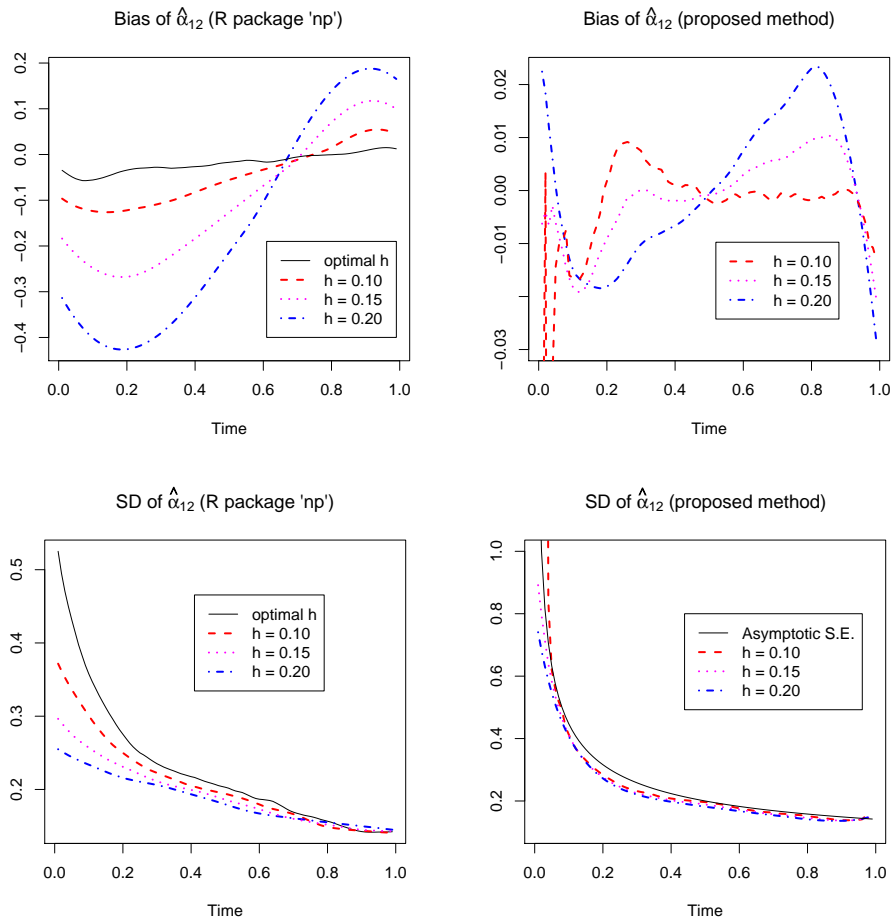 Bias of α̂12 (R package 'np')
0.2
0.1
0.0
−0.1
−0.2
−0.3
−0.4
optimal h
h = 0.10
h = 0.15
h = 0.20
0.0 0.2 0.4 0.6 0.8 1.0
Time
Bias of α̂12 (proposed method)
0.02
0.01
0.00
−0.01
−0.03
h = 0.10
h = 0.15
h = 0.20
0.0 0.2 0.4 0.6 0.8 1.0
Time
SD of α̂12 (R package 'np')
0.5
0.4
0.3
0.2
optimal h
h = 0.10
h = 0.15
h = 0.20
0.0 0.2 0.4 0.6 0.8 1.0
Time
SD of α̂12 (proposed method)
1.0
0.8
0.6
0.4
0.2
Asymptotic S.E.
h = 0.10
h = 0.15
h = 0.20
0.0 0.2 0.4 0.6 0.8 1.0
Time